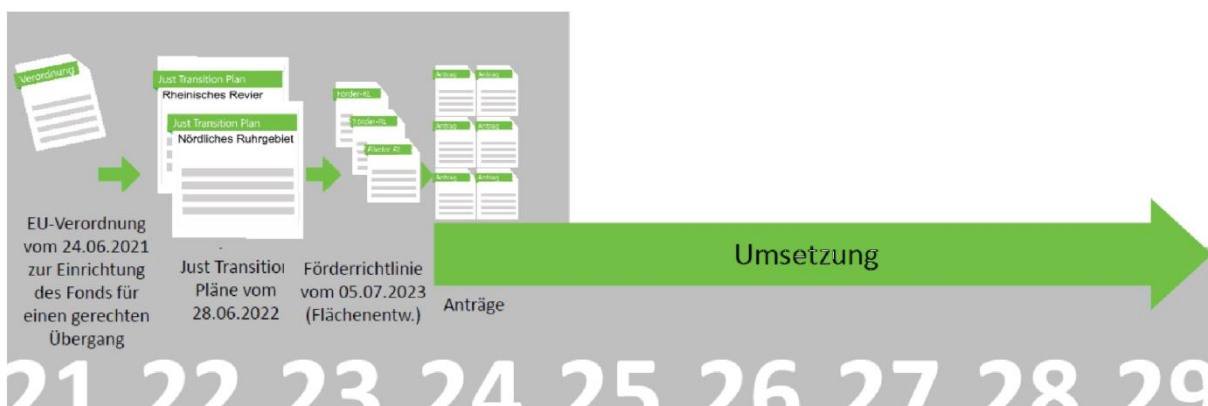 Verordnung
Just Transition Plan
Rheinisches Revier
Just Transition Plan
Nördliches Ruhrgebiet
Förder-RL
Förder-RL
Förder-RL
Antrag Antrag
Antrag Antrag
Antrag Antrag
EU-Verordnung
vom 24.06.2021
zur Einrichtung
des Fonds für
einen gerechten
Übergang
Just Transition
Pläne vom
28.06.2022
Förderrichtlinie
vom 05.07.2023
(Flächenentw.)
Anträge
Umsetzung
21 22 23 24 25 26 27 28 29